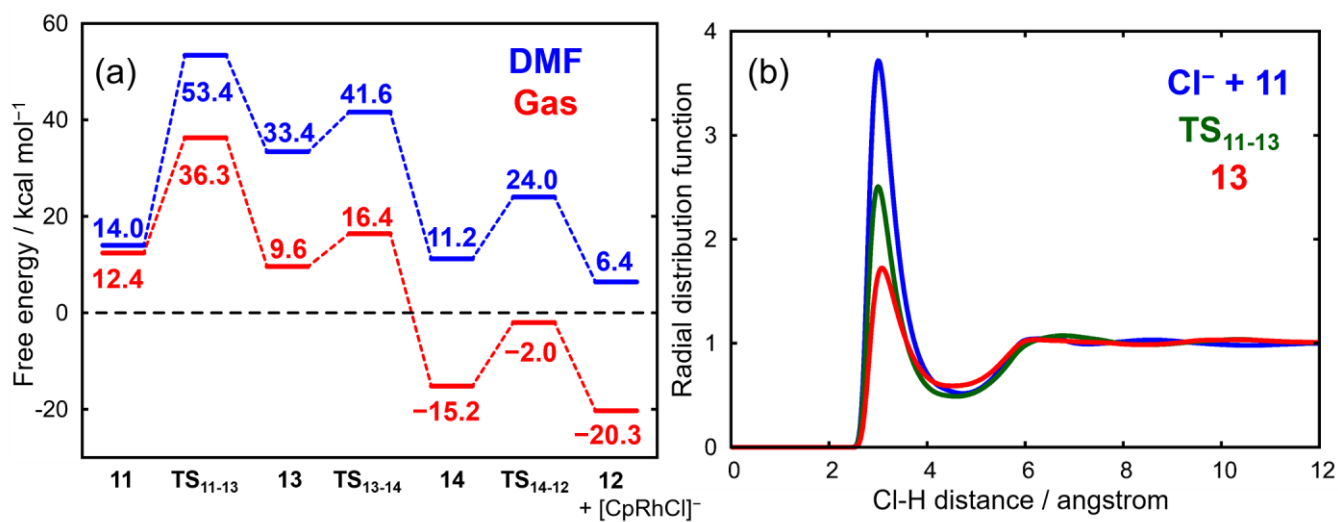 (a)
DMF
Gas
Free energy / kcal mol⁻¹
60
40
20
0
-20
14.0
12.4
53.4
36.3
33.4
9.6
41.6
16.4
11.2
−15.2
24.0
−2.0
6.4
−20.3
11 TS₁₁₋₁₃ 13 TS₁₃₋₁₄ 14 TS₁₄₋₁₂ 12
+ [CpRhCl]⁻
(b)
Cl⁻ + 11
TS₁₁₋₁₃
13
Radial distribution function
4
3
2
1
0
0 2 4 6 8 10 12
Cl-H distance / angstrom